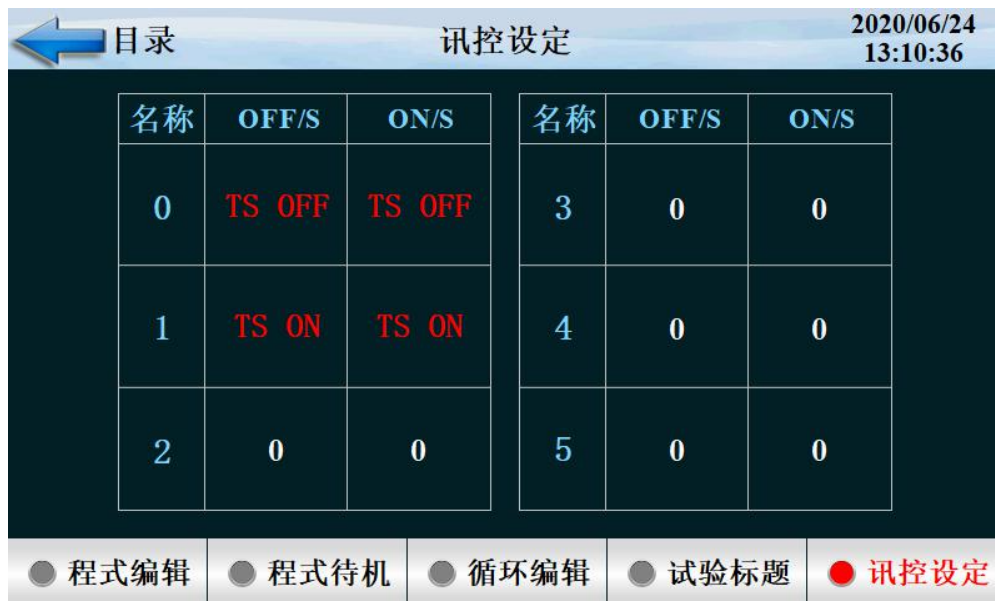 目录
讯控设定
2020/06/24
13:10:36
名称 OFF/S ON/S 名称 OFF/S ON/S
0 TS OFF TS OFF 3 0 0
1 TS ON TS ON 4 0 0
2 0 0 5 0 0
程式编辑 程式待机 循环编辑 试验标题 讯控设定